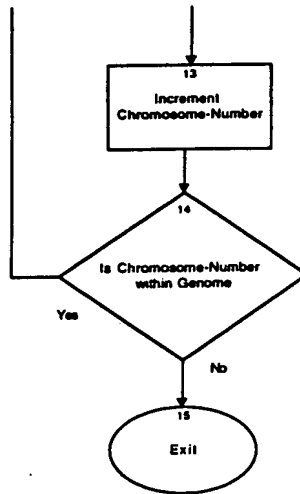 13
Increment
Chromosome-Number
14
Is Chromosome-Number
within Genome
Yes
No
15
Exit